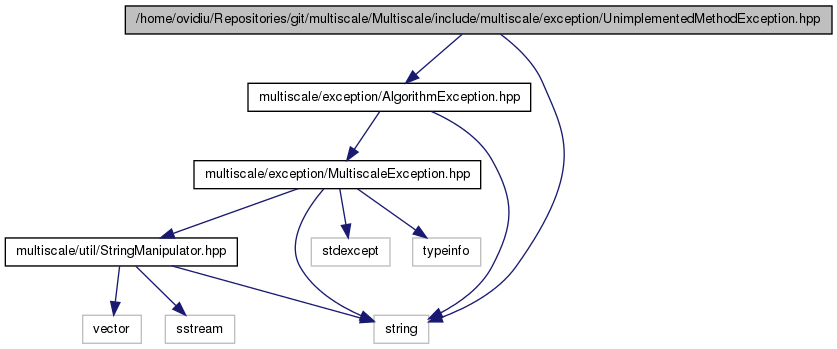 /home/ovidiu/Repositories/git/multiscale/Multiscale/include/multiscale/exception/UnimplementedMethodException.hpp
multiscale/exception/AlgorithmException.hpp
multiscale/exception/MultiscaleException.hpp
multiscale/util/StringManipulator.hpp
stdexcept
typeinfo
vector
sstream
string